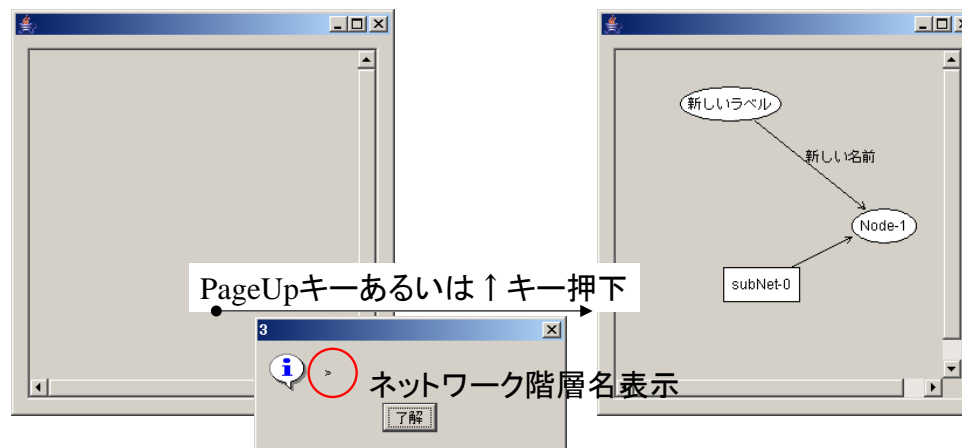 新しいラベル
新しい名前
Node-1
subNet-0
PageUpキーあるいは↑キー押下
3
i
>
ネットワーク階層名表示
了解